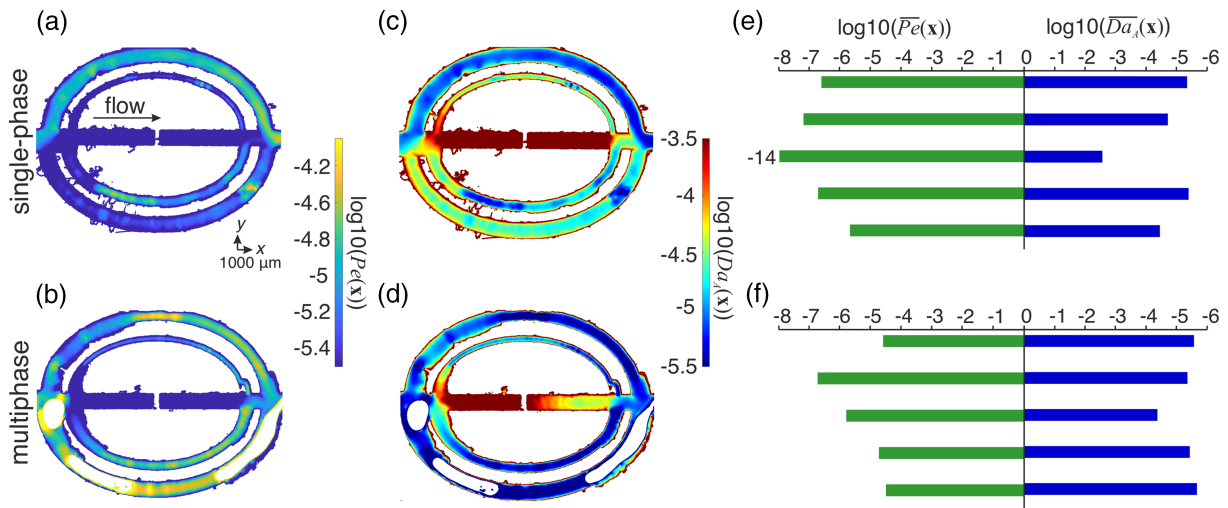 (a)
(c)
(e)
log10(P̅e̅(x))
log10(D̅a̅_A(x))
-8 -7 -6 -5 -4 -3 -2 -1 0 -1 -2 -3 -4 -5 -6
-14
single-phase
flow
y
x
1000 μm
-4.2
-4.4
-4.6
-4.8
-5
-5.2
-5.4
log10(Pe(x))
-3.5
-4
-4.5
-5
-5.5
log10(Da_A(x))
(b)
(d)
(f)
-8 -7 -6 -5 -4 -3 -2 -1 0 -1 -2 -3 -4 -5 -6
multiphase